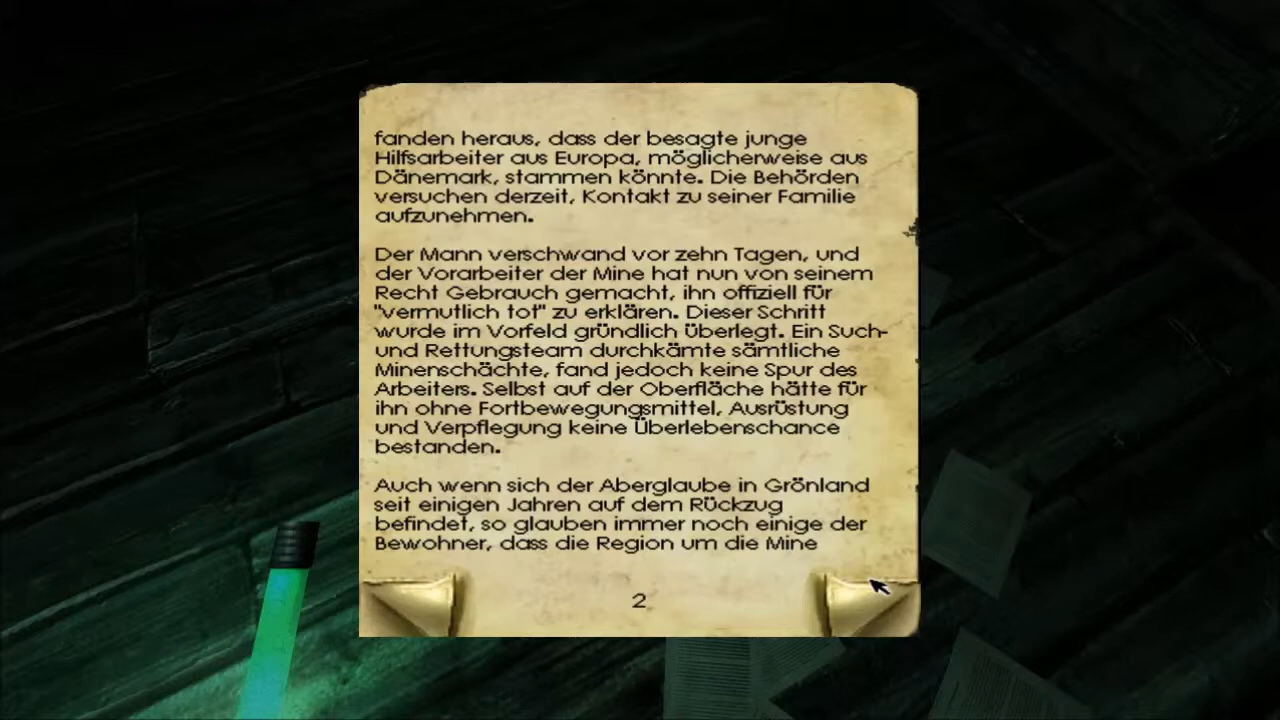 fanden heraus, dass der besagte junge
Hilfsarbeiter aus Europa, möglicherweise aus
Dänemark, stammen könnte. Die Behörden
versuchen derzeit, Kontakt zu seiner Familie
aufzunehmen.
Der Mann verschwand vor zehn Tagen, und
der Vorarbeiter der Mine hat nun von seinem
Recht Gebrauch gemacht, ihn offiziell für
"vermutlich tot" zu erklären. Dieser Schritt
wurde im Vorfeld gründlich überlegt. Ein Such-
und Rettungsteam durchkämte sämtliche
Minenschächte, fand jedoch keine Spur des
Arbeiters. Selbst auf der Oberfläche hätte für
ihn ohne Fortbewegungsmittel, Ausrüstung
und Verpflegung keine Überlebenschance
bestanden.
Auch wenn sich der Aberglaube in Grönland
seit einigen Jahren auf dem Rückzug
befindet, so glauben immer noch einige der
Bewohner, dass die Region um die Mine
2